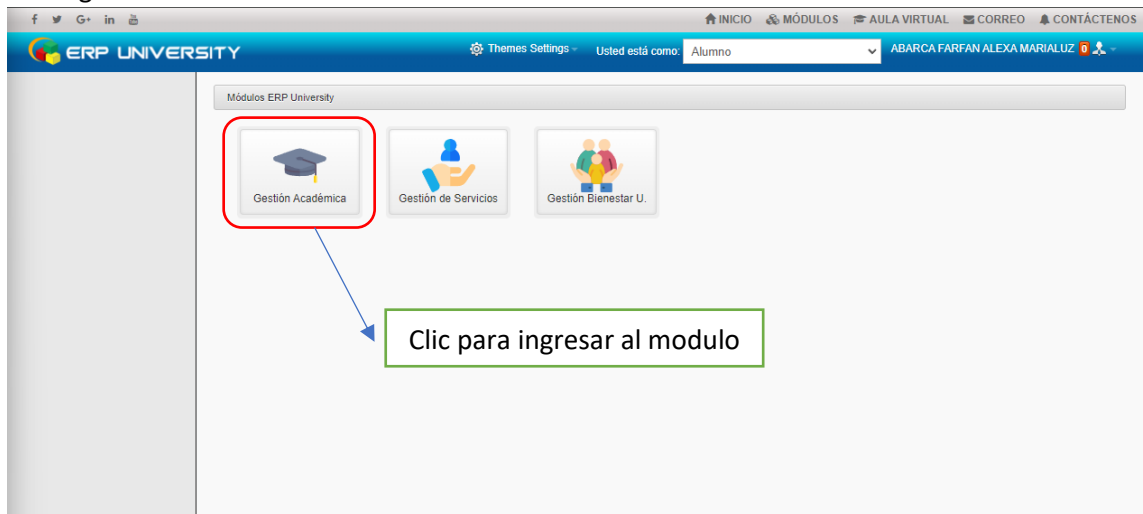 f G+ in INICIO MÓDULOS AULA VIRTUAL CORREO CONTÁCTENOS
ERP UNIVERSITY Themes Settings Usted está como: Alumno ABARCA FARFAN ALEXA MARIALUZ 0
Módulos ERP University
Gestión Académica Gestión de Servicios Gestión Bienestar U.
Clic para ingresar al modulo